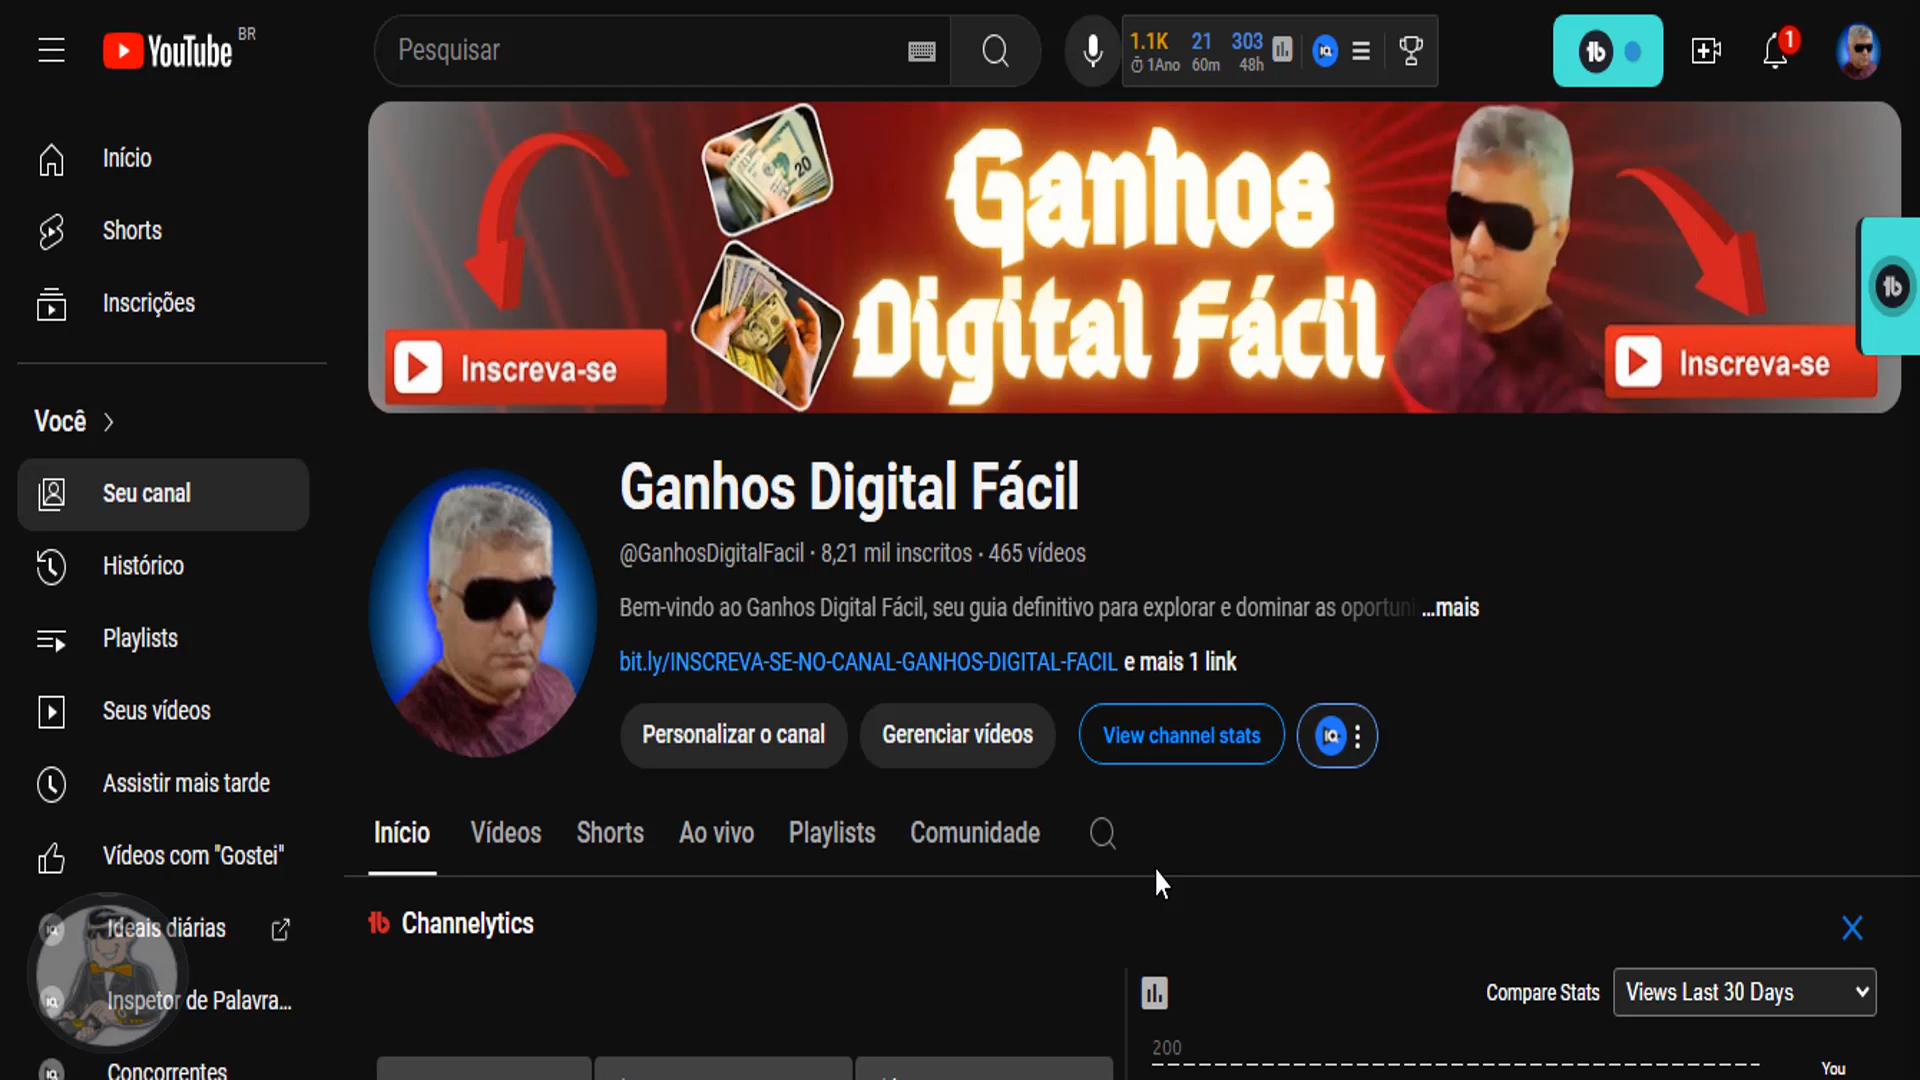 YouTube BR
Pesquisar
1.1K 21 303
1Ano 60m 48h
1
Início
Shorts
Inscrições
Você
Seu canal
Histórico
Playlists
Seus vídeos
Assistir mais tarde
Vídeos com "Gostei"
Ideais diárias
Inspetor de Palavra...
Concorrentes
20
Ganhos
Digital Fácil
Inscreva-se
Inscreva-se
Ganhos Digital Fácil
@GanhosDigitalFacil · 8,21 mil inscritos · 465 vídeos
Bem-vindo ao Ganhos Digital Fácil, seu guia definitivo para explorar e dominar as oportuni ...mais
bit.ly/INSCREVA-SE-NO-CANAL-GANHOS-DIGITAL-FACIL e mais 1 link
Personalizar o canal
Gerenciar vídeos
View channel stats
Início
Vídeos
Shorts
Ao vivo
Playlists
Comunidade
Channelytics
Compare Stats
Views Last 30 Days
200
You